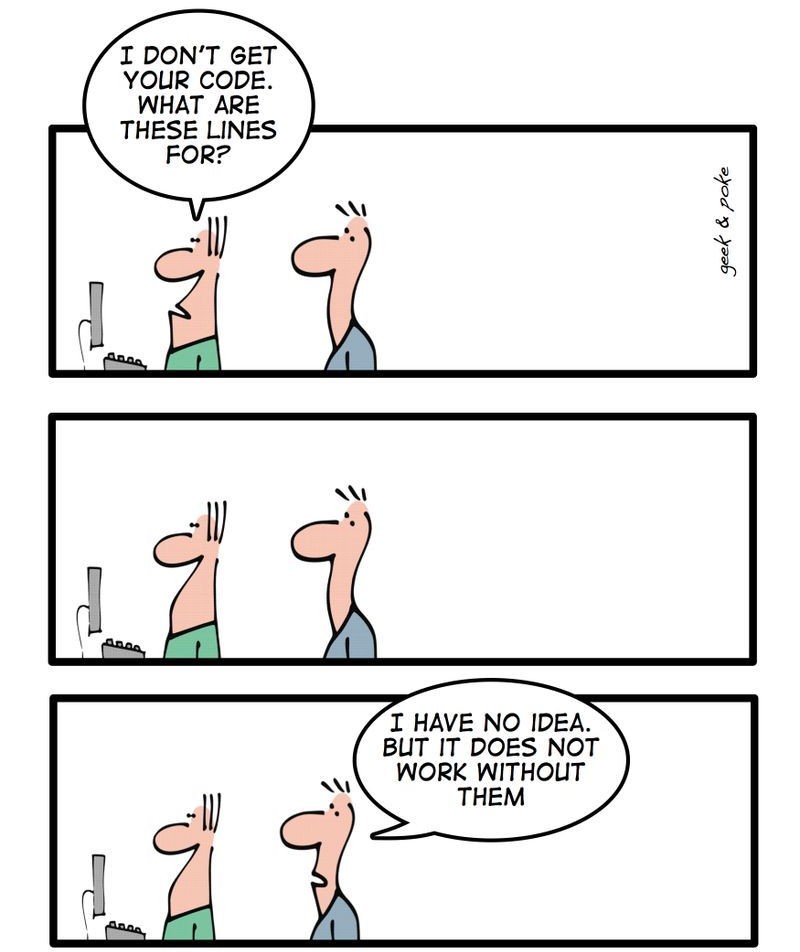 I DON'T GET
YOUR CODE.
WHAT ARE
THESE LINES
FOR?
geek & poke
I HAVE NO IDEA.
BUT IT DOES NOT
WORK WITHOUT
THEM